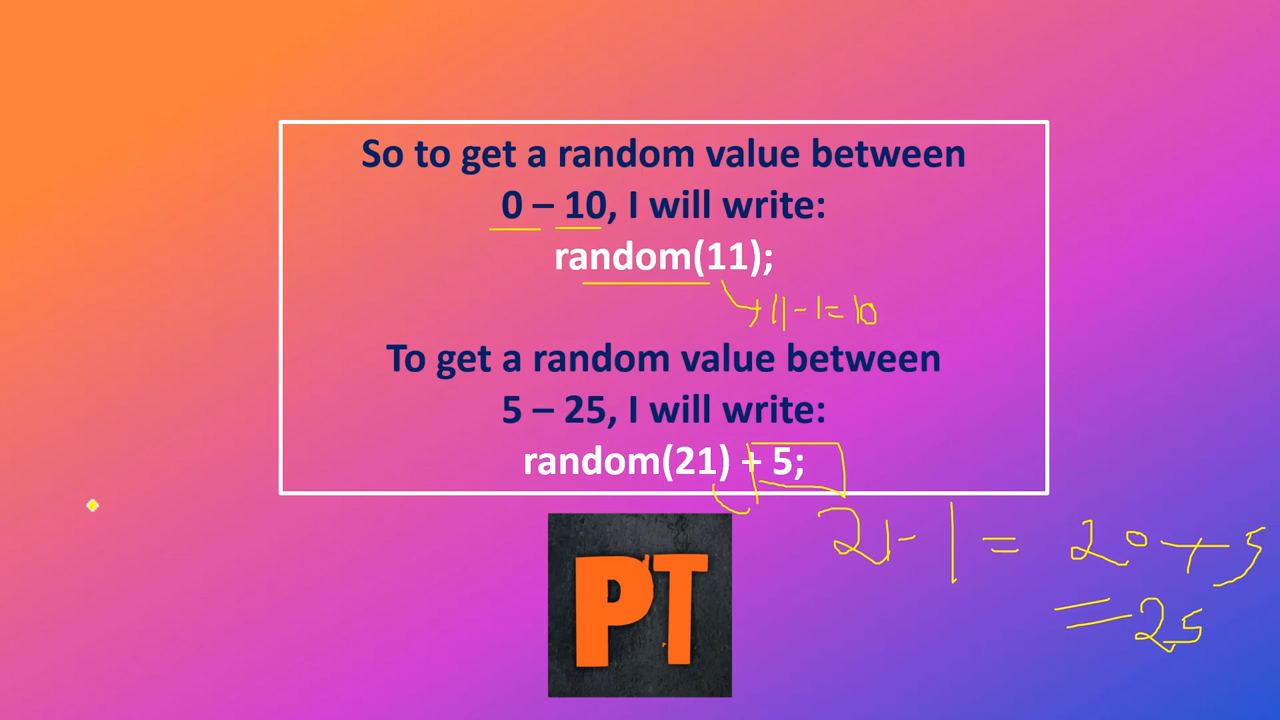 So to get a random value between
0 – 10, I will write:
random(11);
11-1=10
To get a random value between
5 – 25, I will write:
random(21) + 5;
21-1 = 20+5
=25
PT